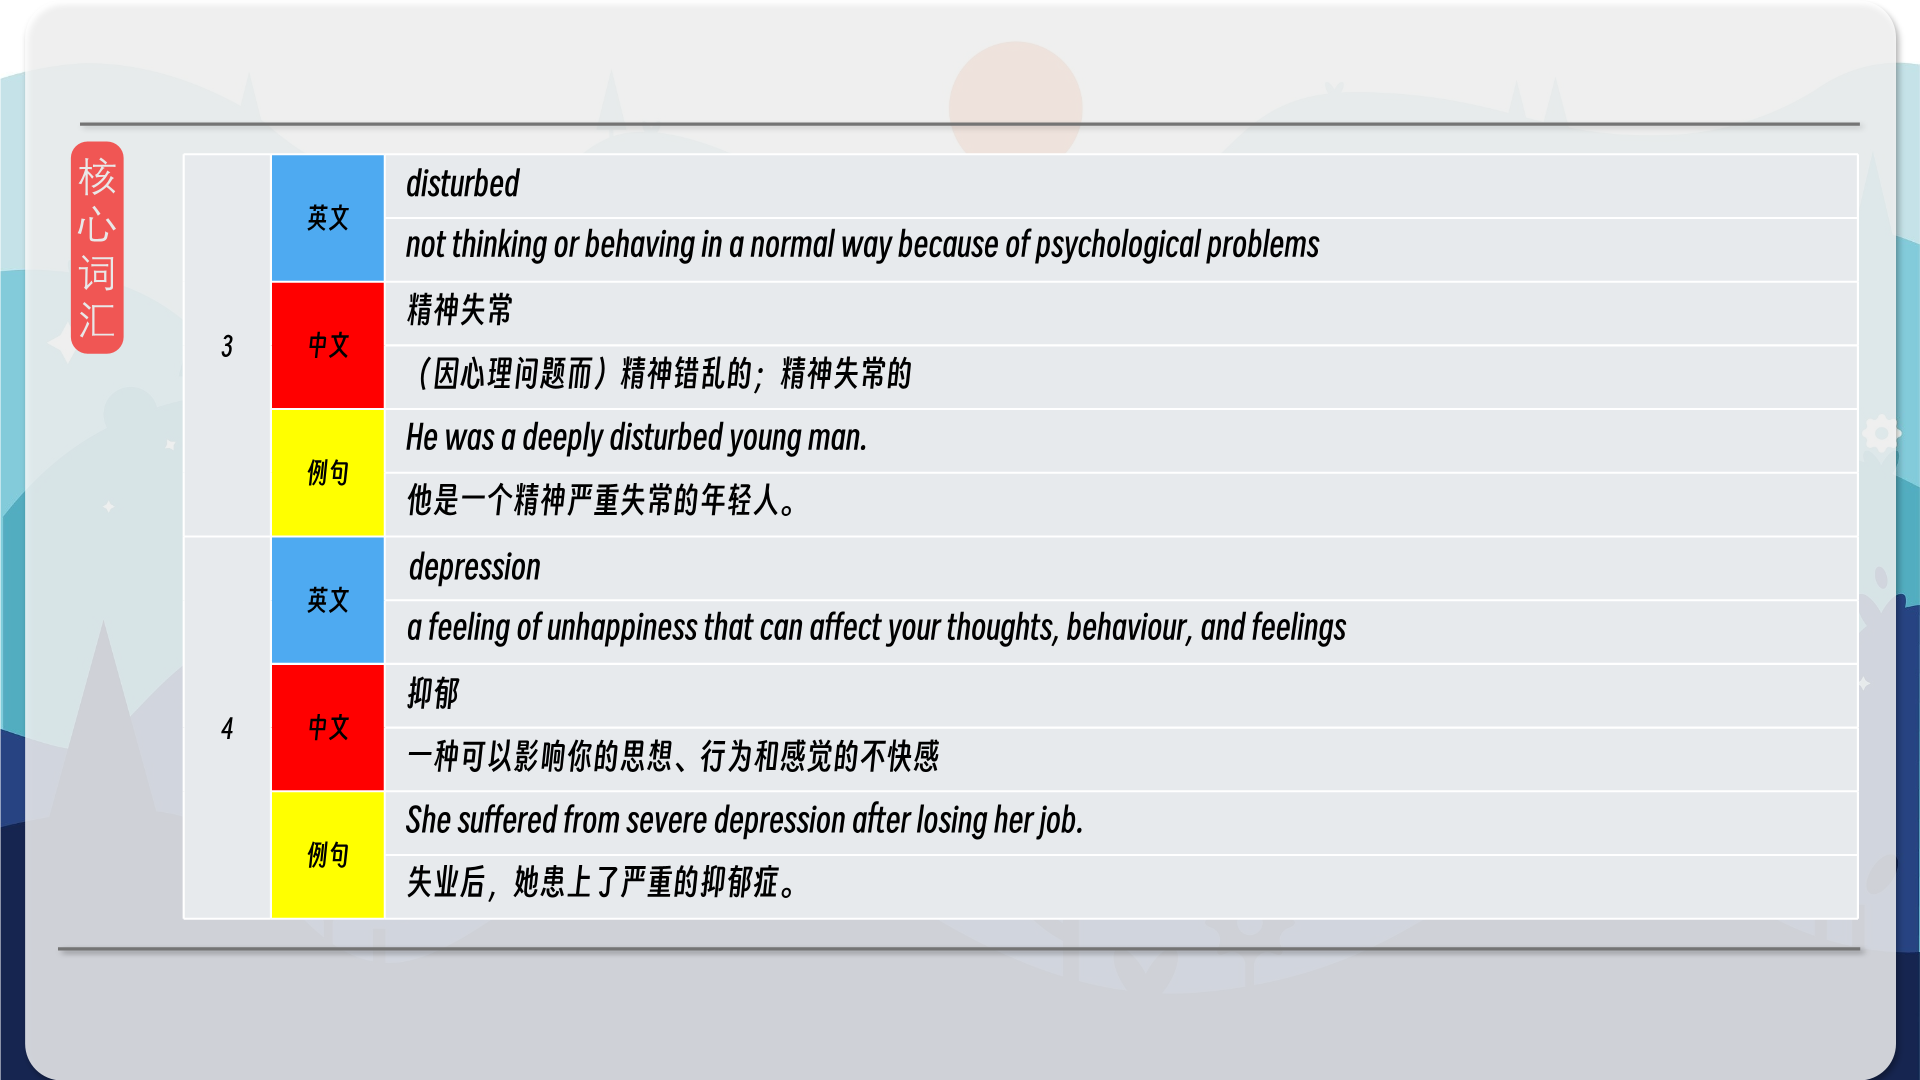 核心词汇
3
英文
disturbed
not thinking or behaving in a normal way because of psychological problems
中文
精神失常
（因心理问题而）精神错乱的；精神失常的
例句
He was a deeply disturbed young man.
他是一个精神严重失常的年轻人。
4
英文
depression
a feeling of unhappiness that can affect your thoughts, behaviour, and feelings
中文
抑郁
一种可以影响你的思想、行为和感觉的不快感
例句
She suffered from severe depression after losing her job.
失业后，她患上了严重的抑郁症。